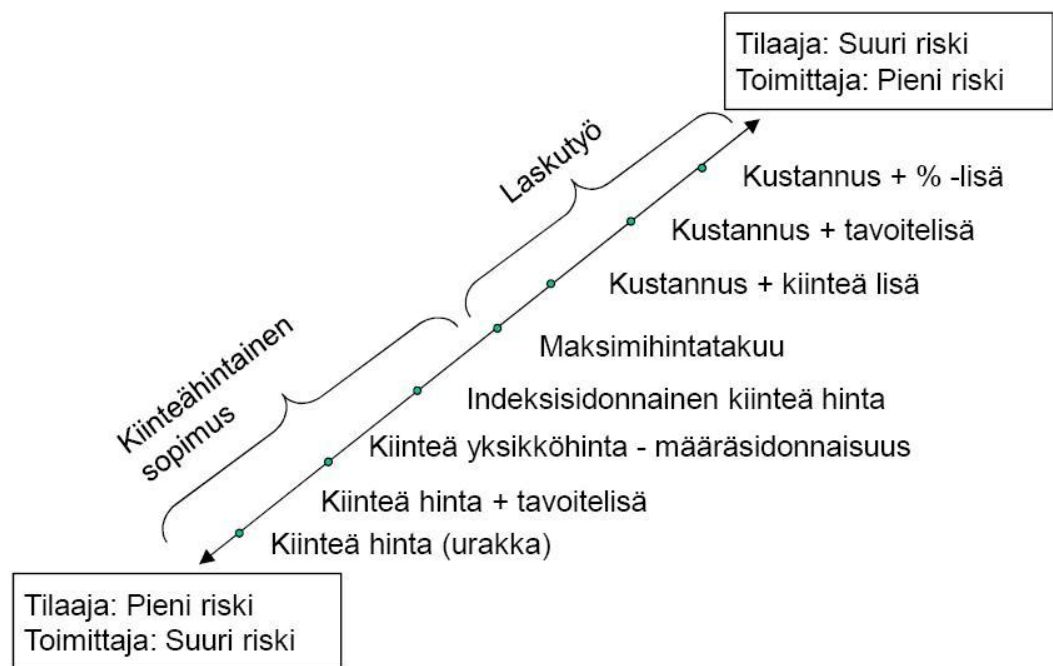 Tilaaja: Suuri riski
Toimittaja: Pieni riski
Laskutyö
Kustannus + % -lisä
Kustannus + tavoitelisä
Kustannus + kiinteä lisä
Maksimihintatakuu
Kiinteähintainen
sopimus
Indeksisidonnainen kiinteä hinta
Kiinteä yksikköhinta - määräsidonnaisuus
Kiinteä hinta + tavoitelisä
Kiinteä hinta (urakka)
Tilaaja: Pieni riski
Toimittaja: Suuri riski